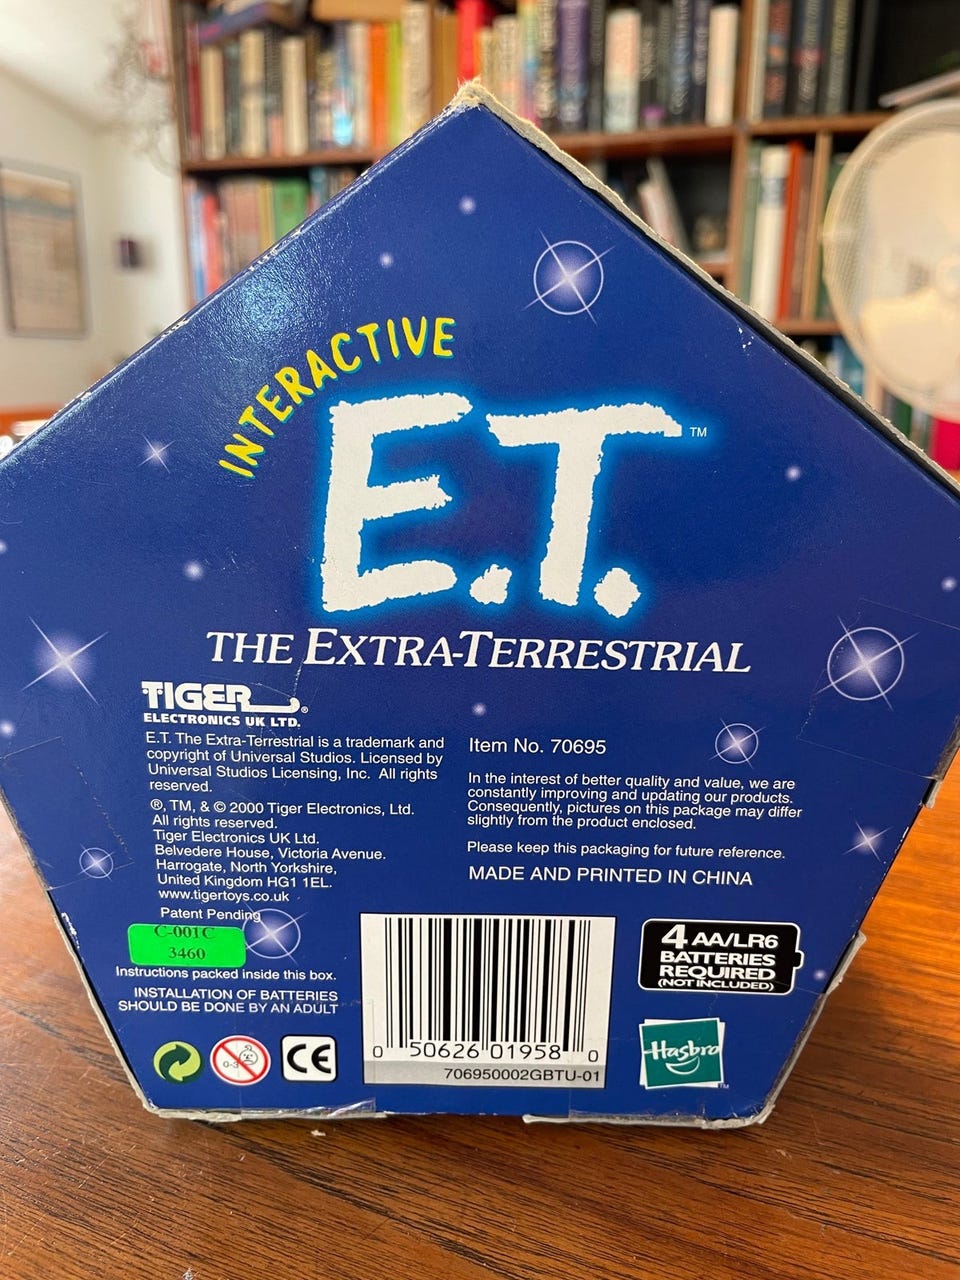 INTERACTIVE
E.T.
TM
THE EXTRA-TERRESTRIAL
TIGER®
ELECTRONICS UK LTD.
E.T. The Extra-Terrestrial is a trademark and
copyright of Universal Studios. Licensed by
Universal Studios Licensing, Inc. All rights
reserved.
®, TM, & © 2000 Tiger Electronics, Ltd.
All rights reserved.
Tiger Electronics UK Ltd.
Belvedere House, Victoria Avenue.
Harrogate, North Yorkshire,
United Kingdom HG1 1EL.
www.tigertoys.co.uk
Patent Pending
C-001C
3460
Instructions packed inside this box.
INSTALLATION OF BATTERIES
SHOULD BE DONE BY AN ADULT
0-3
CE
Item No. 70695
In the interest of better quality and value, we are
constantly improving and updating our products.
Consequently, pictures on this package may differ
slightly from the product enclosed.
Please keep this packaging for future reference.
MADE AND PRINTED IN CHINA
0 50626 01958 0
706950002GBTU-01
4 AA/LR6
BATTERIES
REQUIRED
(NOT INCLUDED)
Hasbro
TM